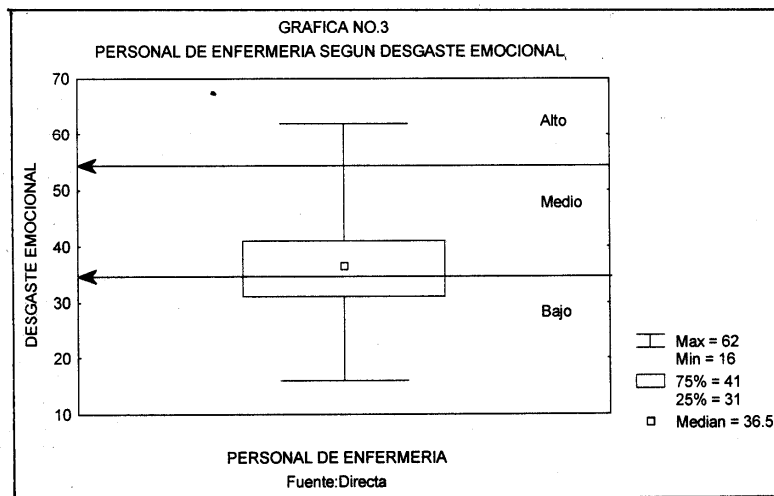 GRAFICA NO.3
PERSONAL DE ENFERMERIA SEGUN DESGASTE EMOCIONAL
DESGASTE EMOCIONAL
70
60
50
40
30
20
10
Alto
Medio
Bajo
Max = 62
Min = 16
75% = 41
25% = 31
Median = 36.5
PERSONAL DE ENFERMERIA
Fuente:Directa